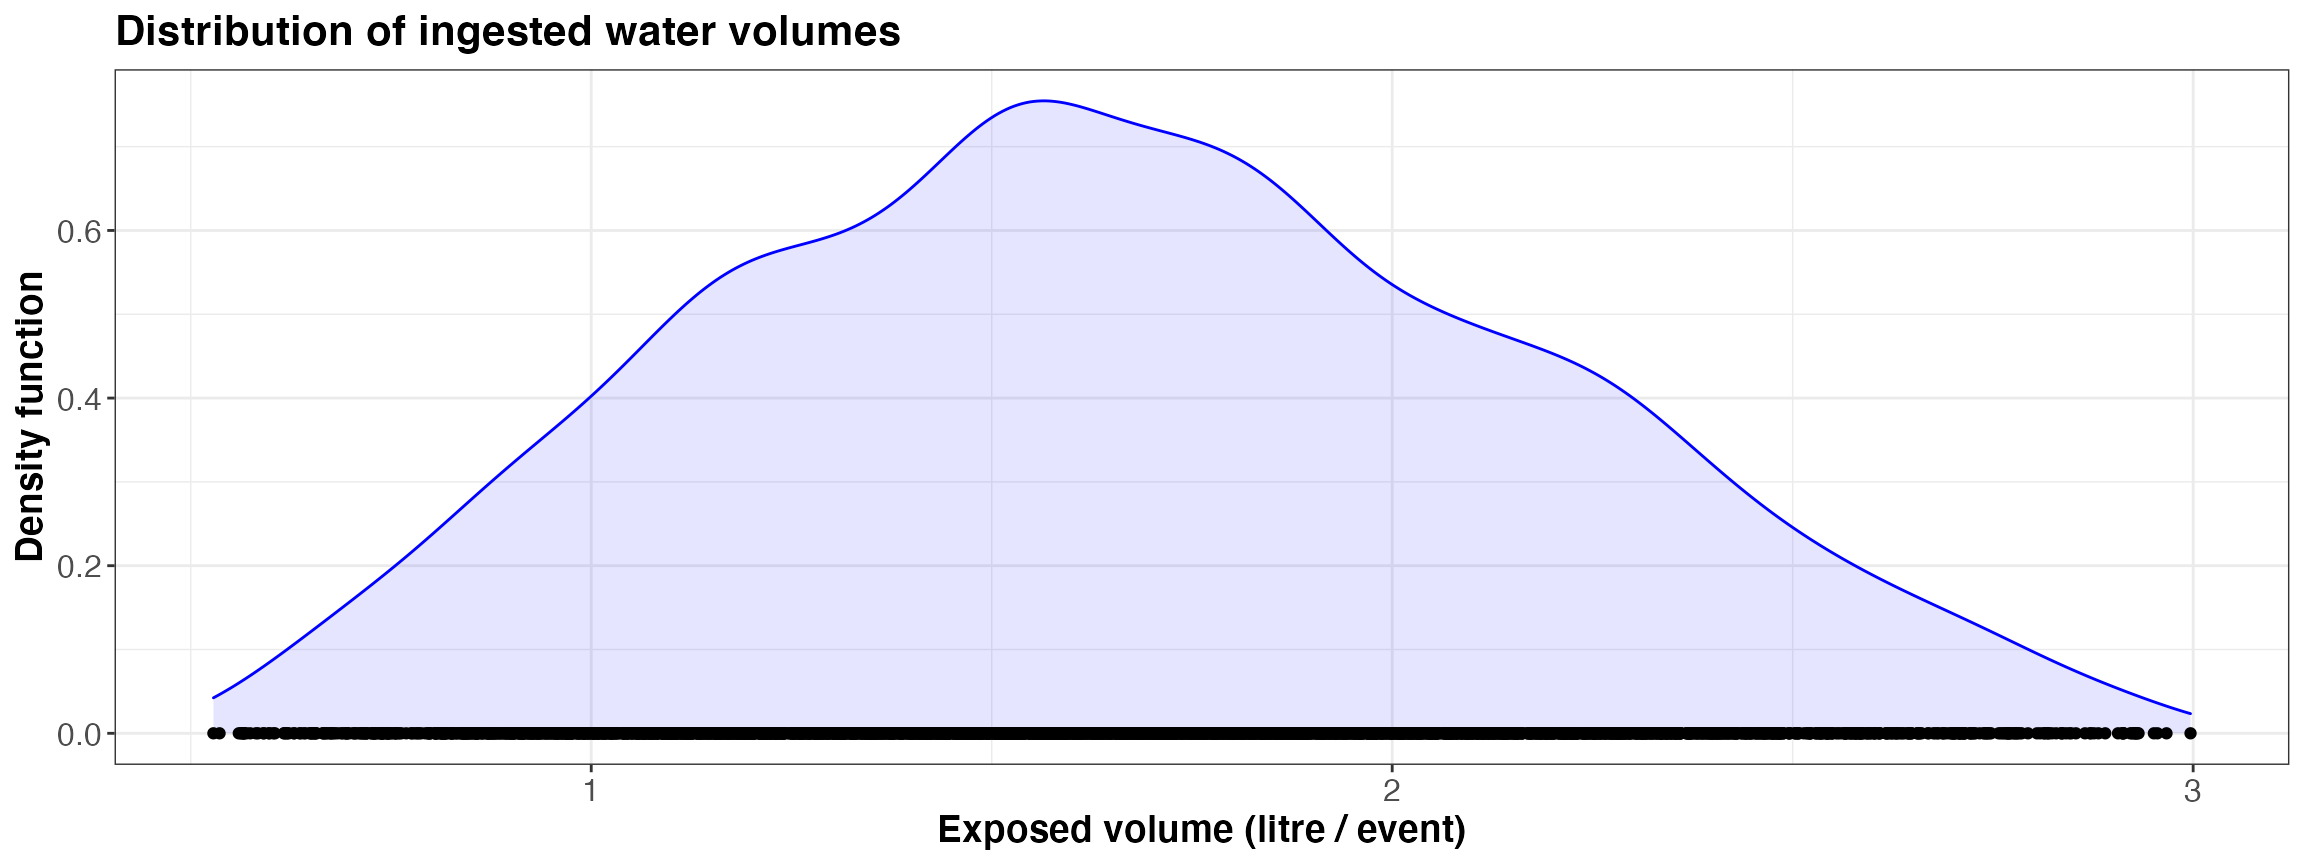 Distribution of ingested water volumes
Density function
0.6
0.4
0.2
0.0
1 2 3
Exposed volume (litre / event)